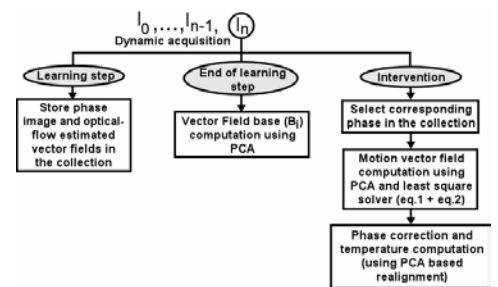 I0,...,In-1, In
Dynamic acquisition
Learning step
Store phase
image and optical-
flow estimated
vector fields in
the collection
End of learning
step
Vector Field base (Bi)
computation using
PCA
Intervention
Select corresponding
phase in the collection
Motion vector field
computation using
PCA and least square
solver (eq.1 + eq.2)
Phase correction and
temperature computation
(using PCA based
realignment)